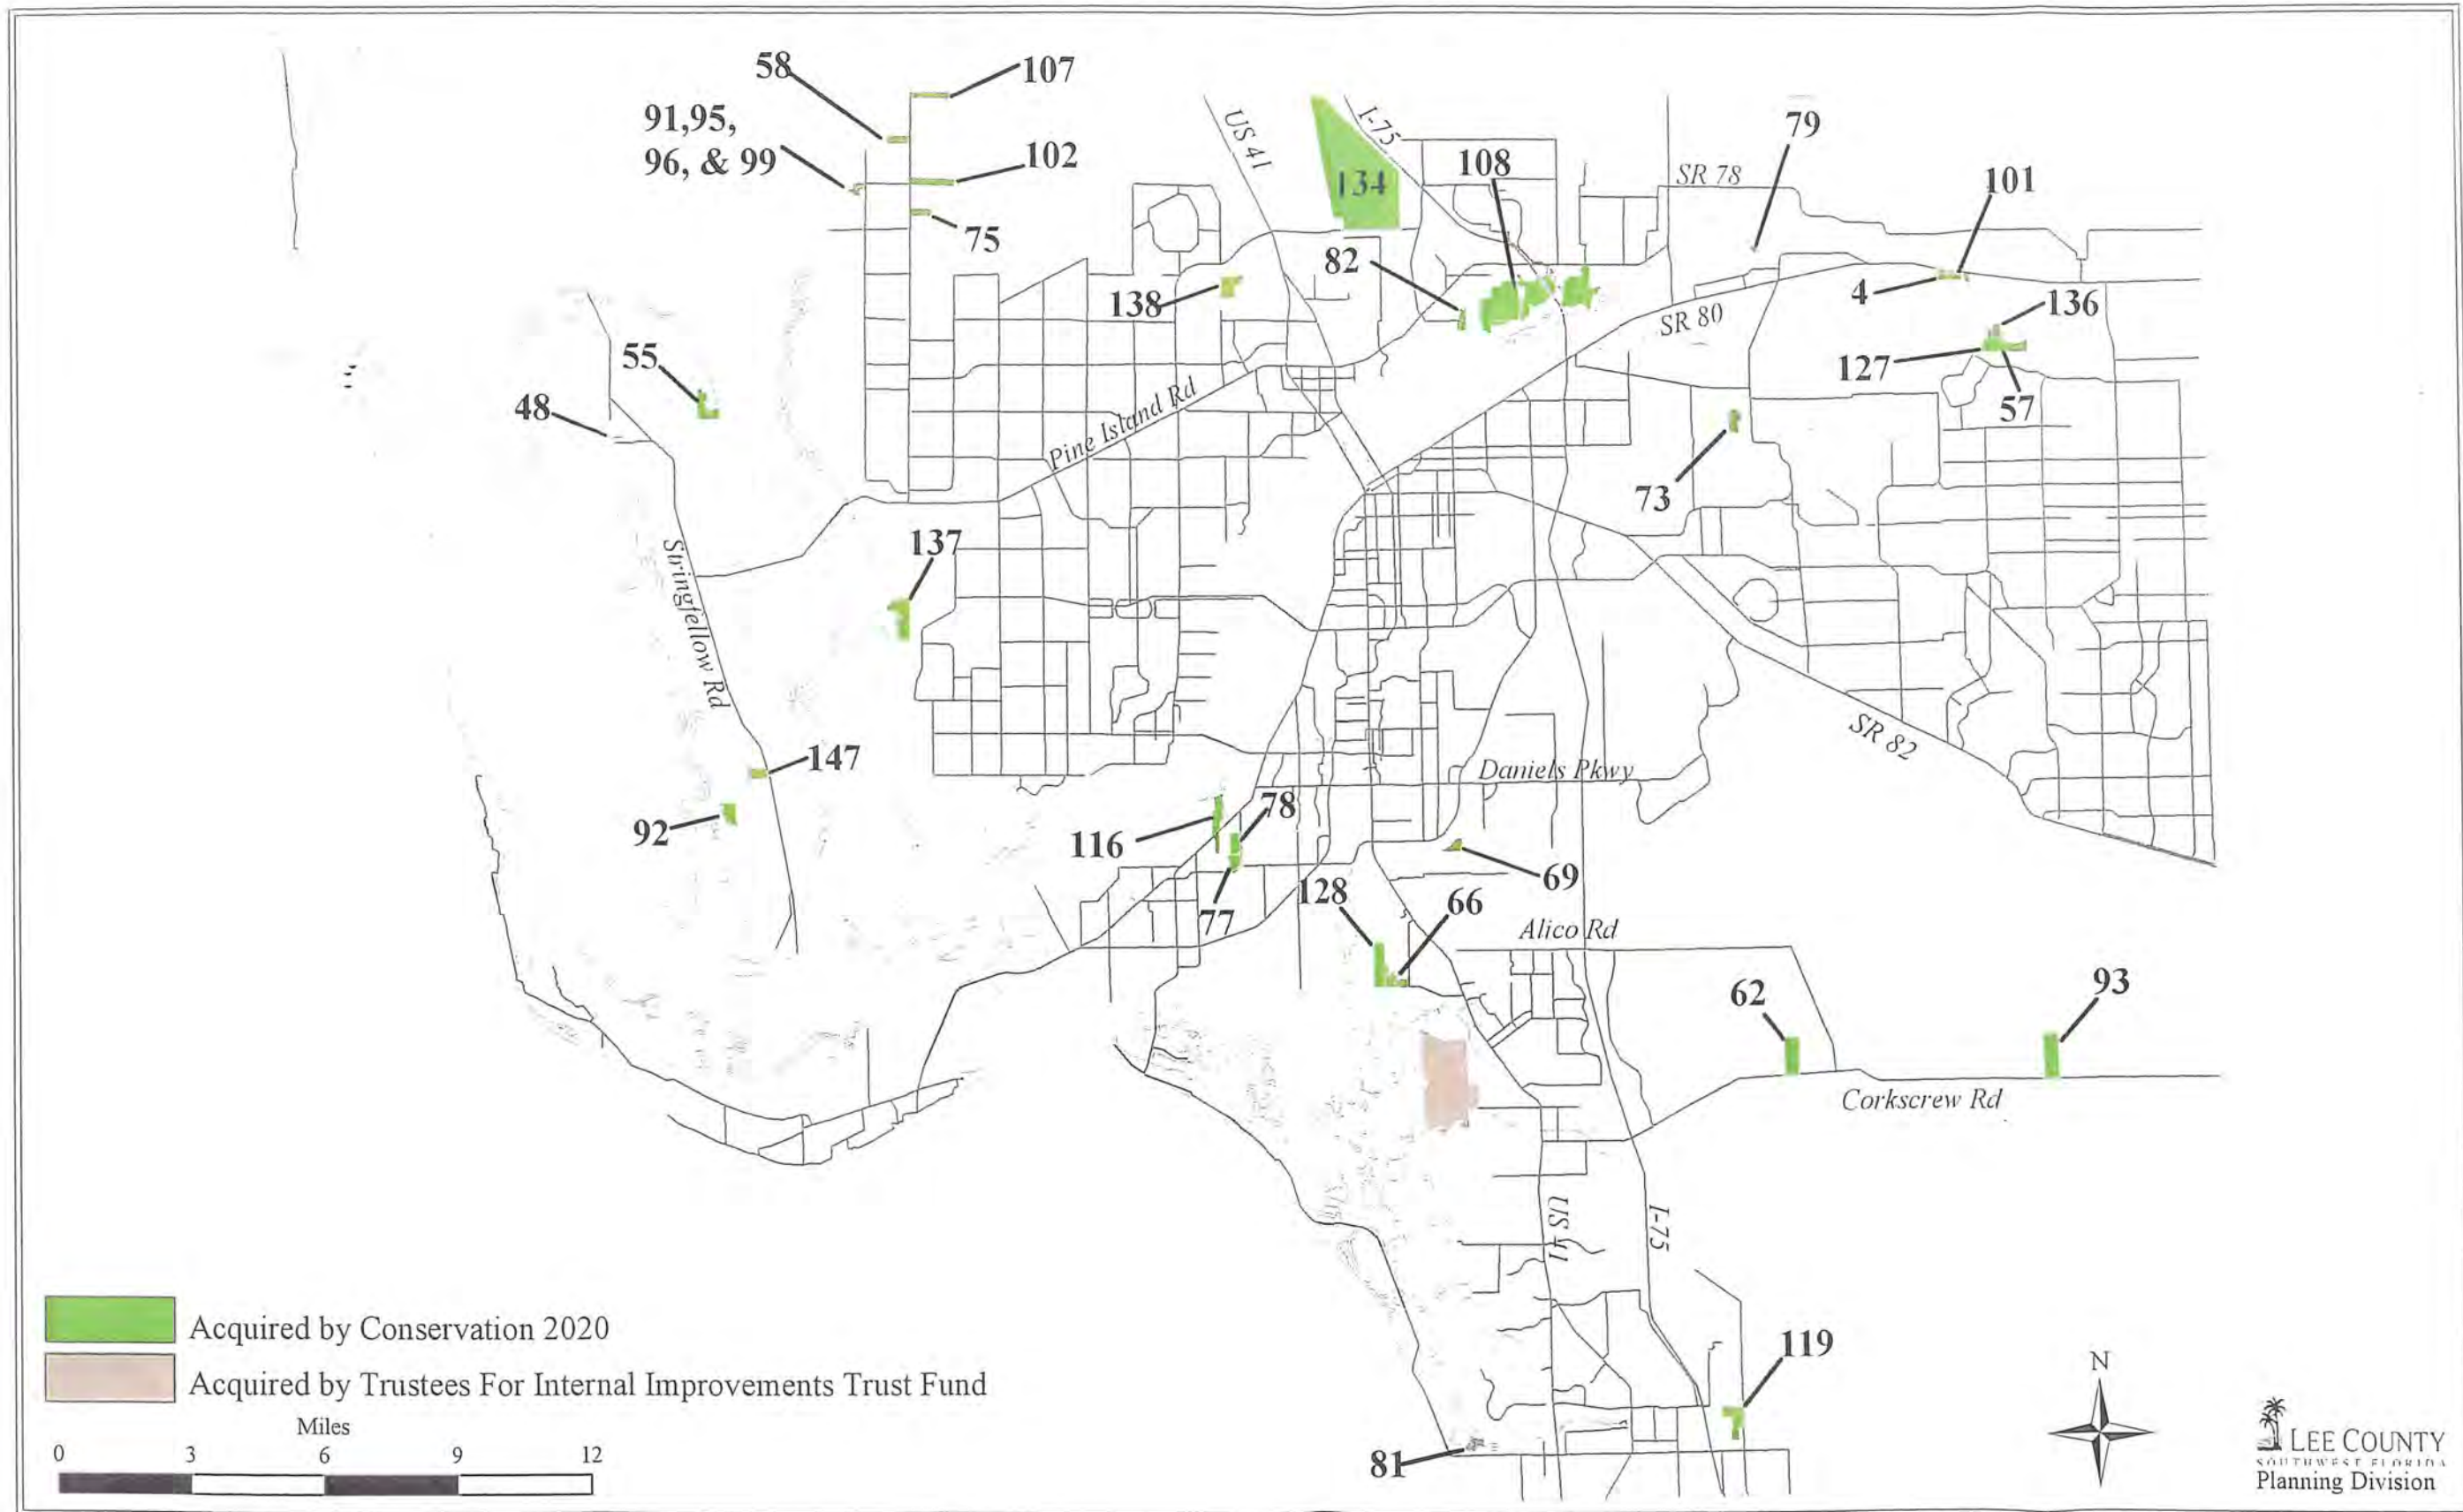 58
107
91,95,
96, & 99
102
75
US 41
I-75
134
108
SR 78
79
101
82
138
4
136
SR 80
127
57
55
48
Pine Island Rd
73
137
Stringfellow Rd
SR 82
147
Daniels Pkwy
92
78
116
69
128
77
66
Alico Rd
62
93
Corkscrew Rd
US 41
I-75
119
81
Acquired by Conservation 2020
Acquired by Trustees For Internal Improvements Trust Fund
Miles
0 3 6 9 12
N
LEE COUNTY
SOUTHWEST FLORIDA
Planning Division